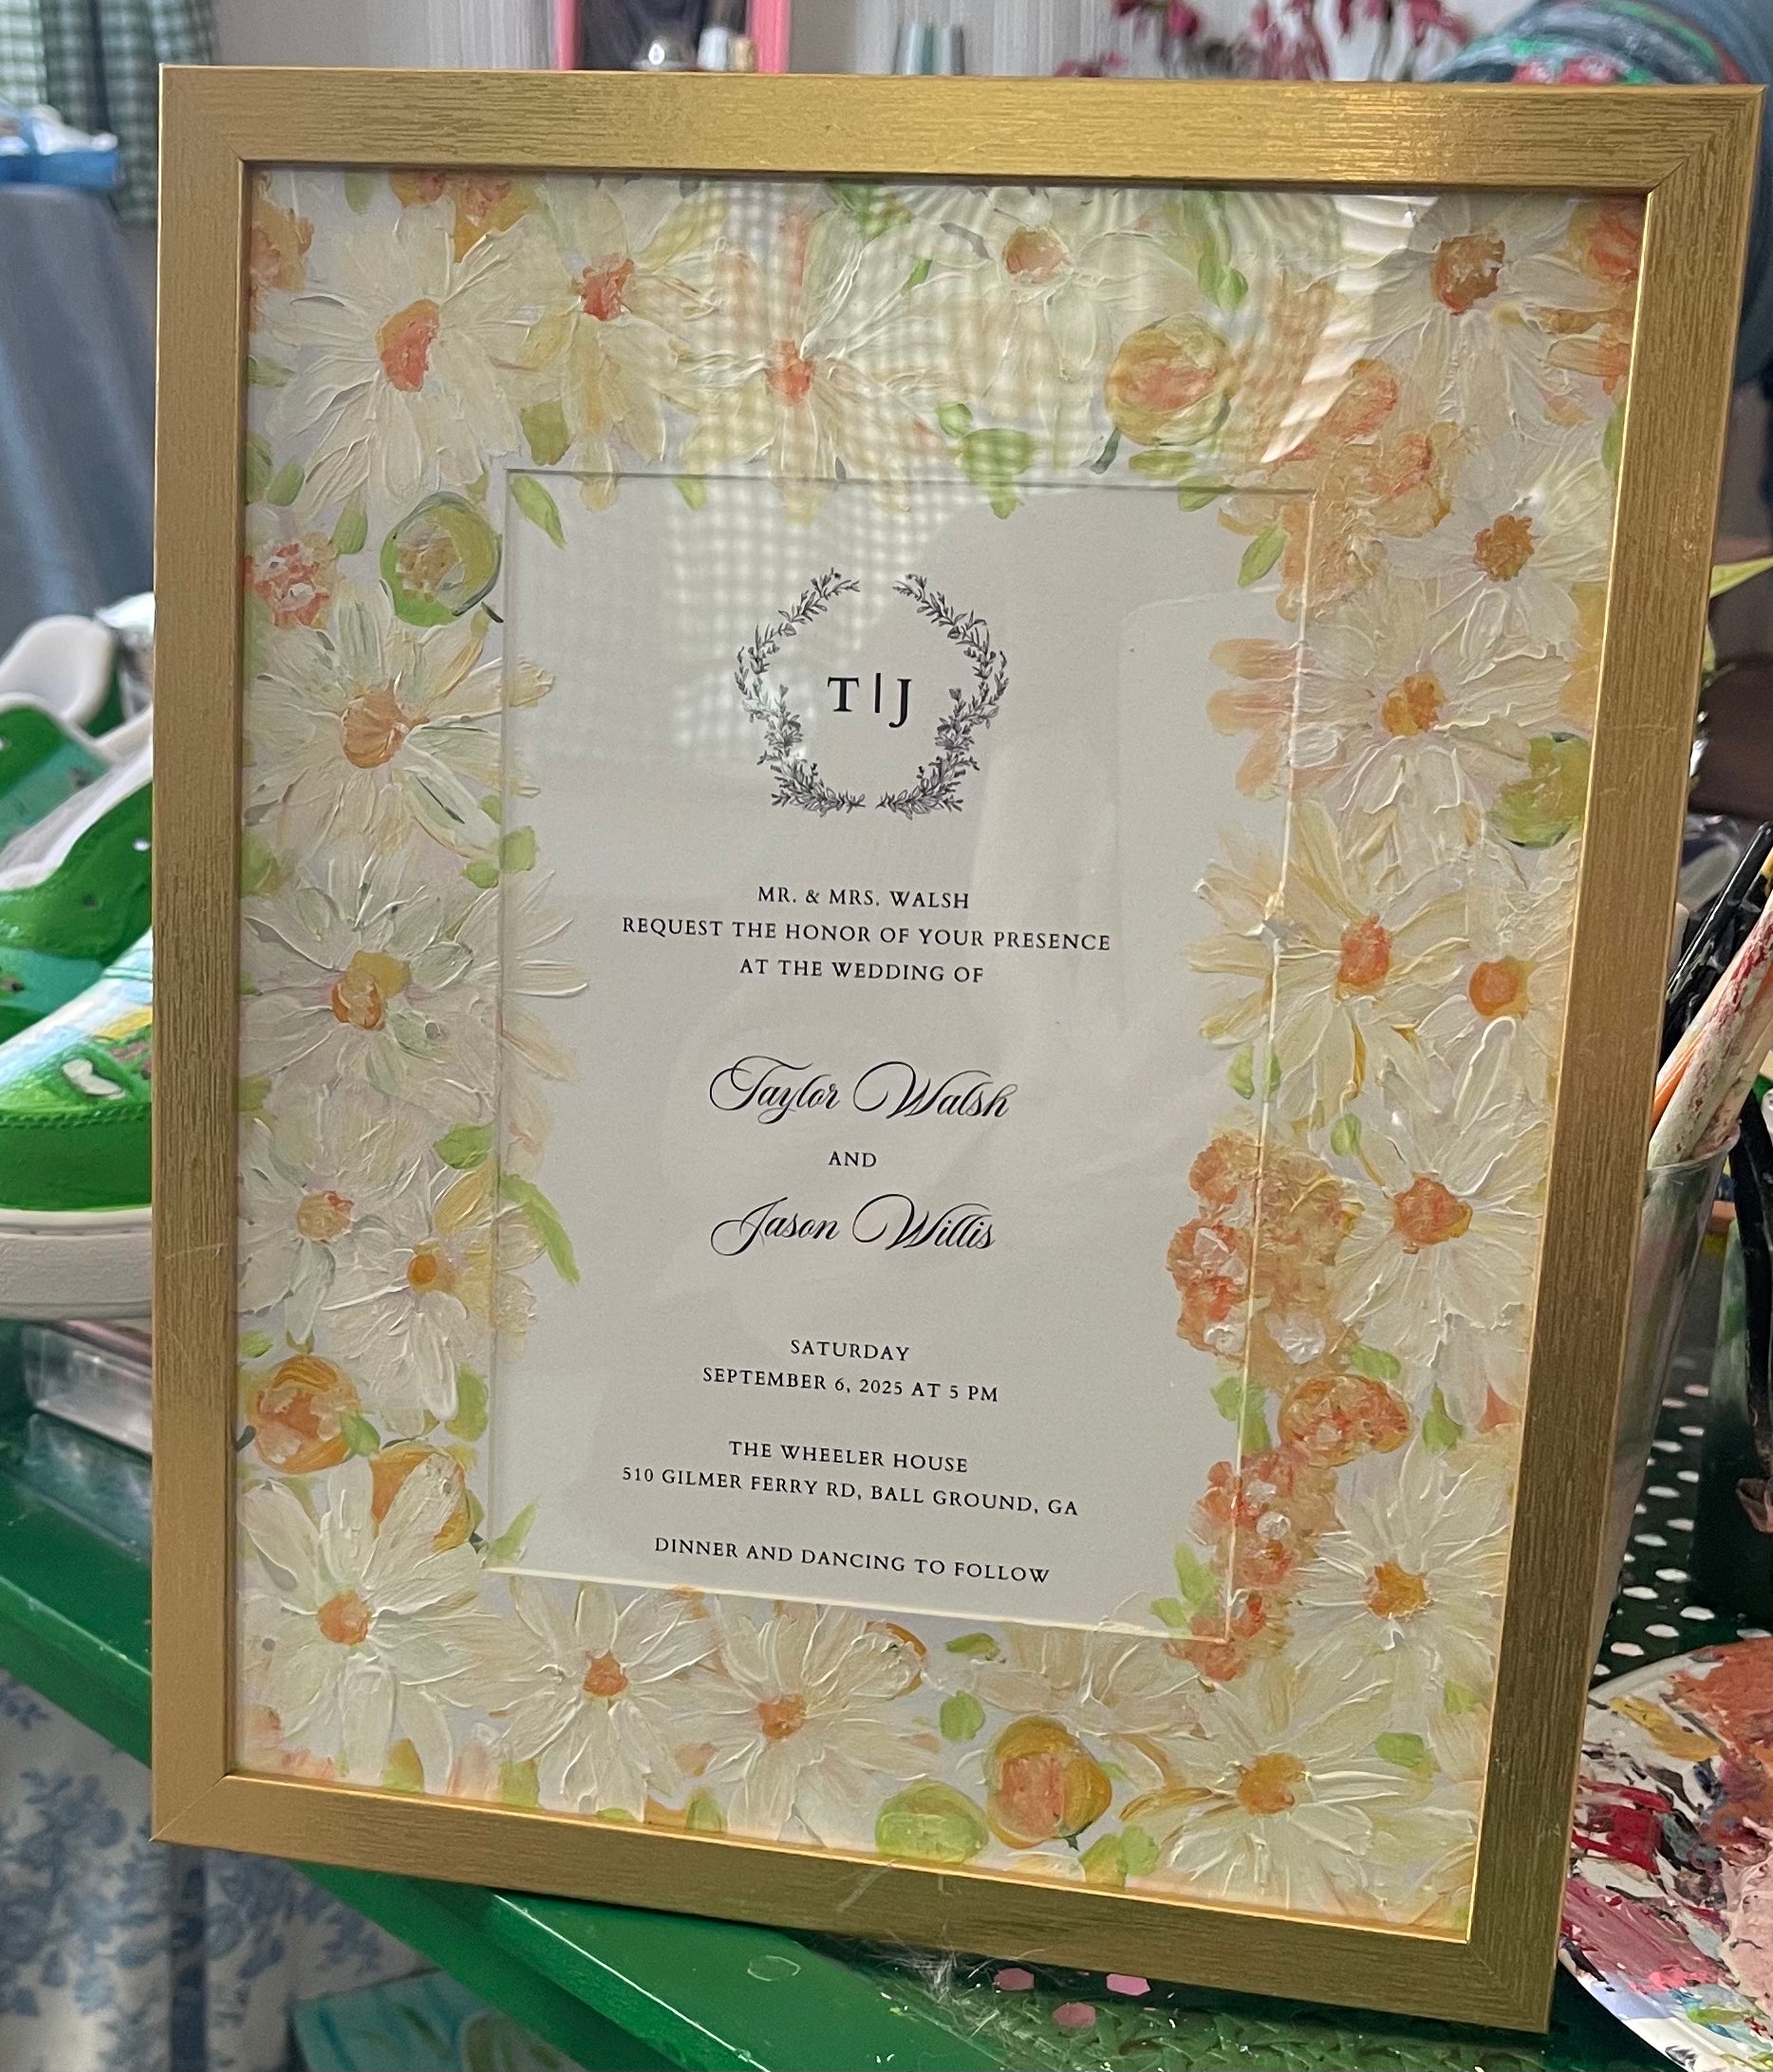 T|J
MR. & MRS. WALSH
REQUEST THE HONOR OF YOUR PRESENCE
AT THE WEDDING OF
Taylor Walsh
AND
Jason Willis
SATURDAY
SEPTEMBER 6, 2025 AT 5 PM
THE WHEELER HOUSE
510 GILMER FERRY RD, BALL GROUND, GA
DINNER AND DANCING TO FOLLOW